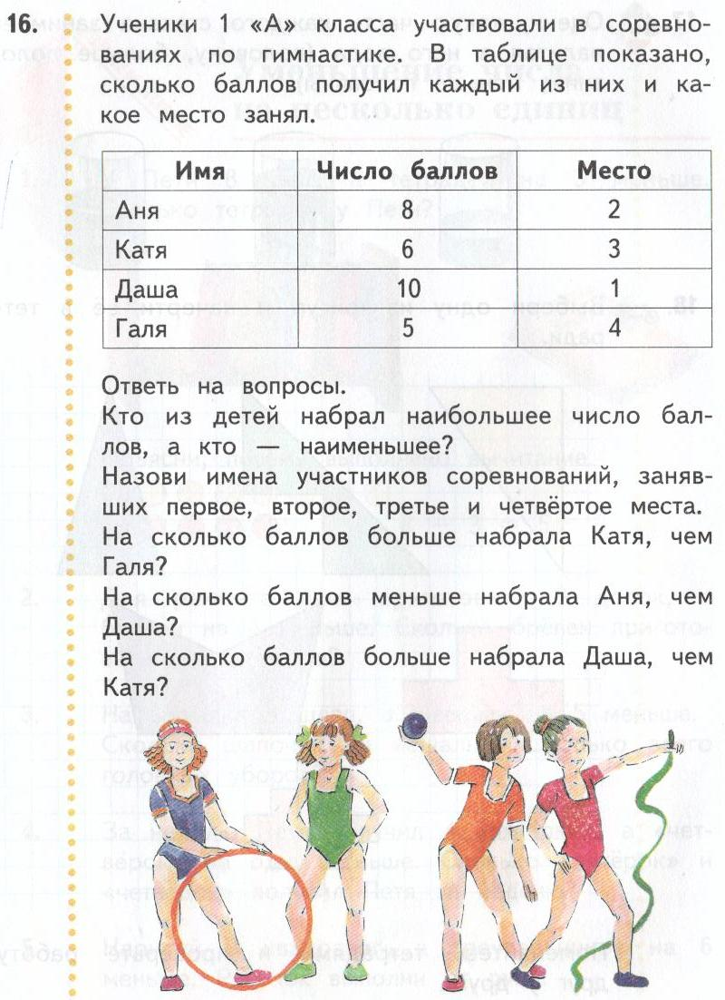 16. Ученики 1 «А» класса участвовали в соревно-
ваниях по гимнастике. В таблице показано,
сколько баллов получил каждый из них и ка-
кое место занял.
Имя Число баллов Место
Аня 8 2
Катя 6 3
Даша 10 1
Галя 5 4
Ответь на вопросы.
Кто из детей набрал наибольшее число бал-
лов, а кто — наименьшее?
Назови имена участников соревнований, заняв-
ших первое, второе, третье и четвёртое места.
На сколько баллов больше набрала Катя, чем
Галя?
На сколько баллов меньше набрала Аня, чем
Даша?
На сколько баллов больше набрала Даша, чем
Катя?